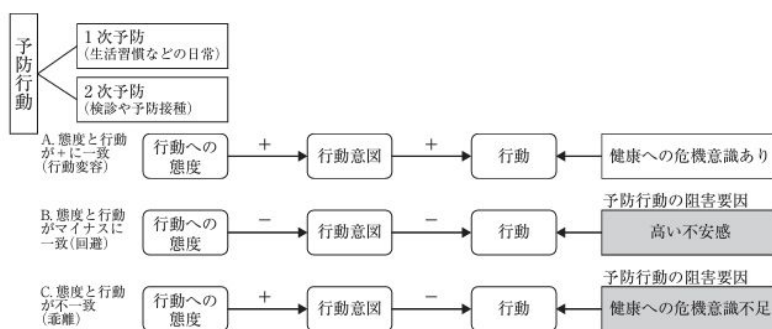 予防行動
1次予防
(生活習慣などの日常)
2次予防
(検診や予防接種)
A. 態度と行動
が＋に一致
(行動変容)
行動への
態度
＋
行動意図
＋
行動
健康への危機意識あり
B. 態度と行動
がマイナスに
一致(回避)
行動への
態度
−
行動意図
−
行動
予防行動の阻害要因
高い不安感
C. 態度と行動
が不一致
(乖離)
行動への
態度
＋
行動意図
−
行動
予防行動の阻害要因
健康への危機意識不足